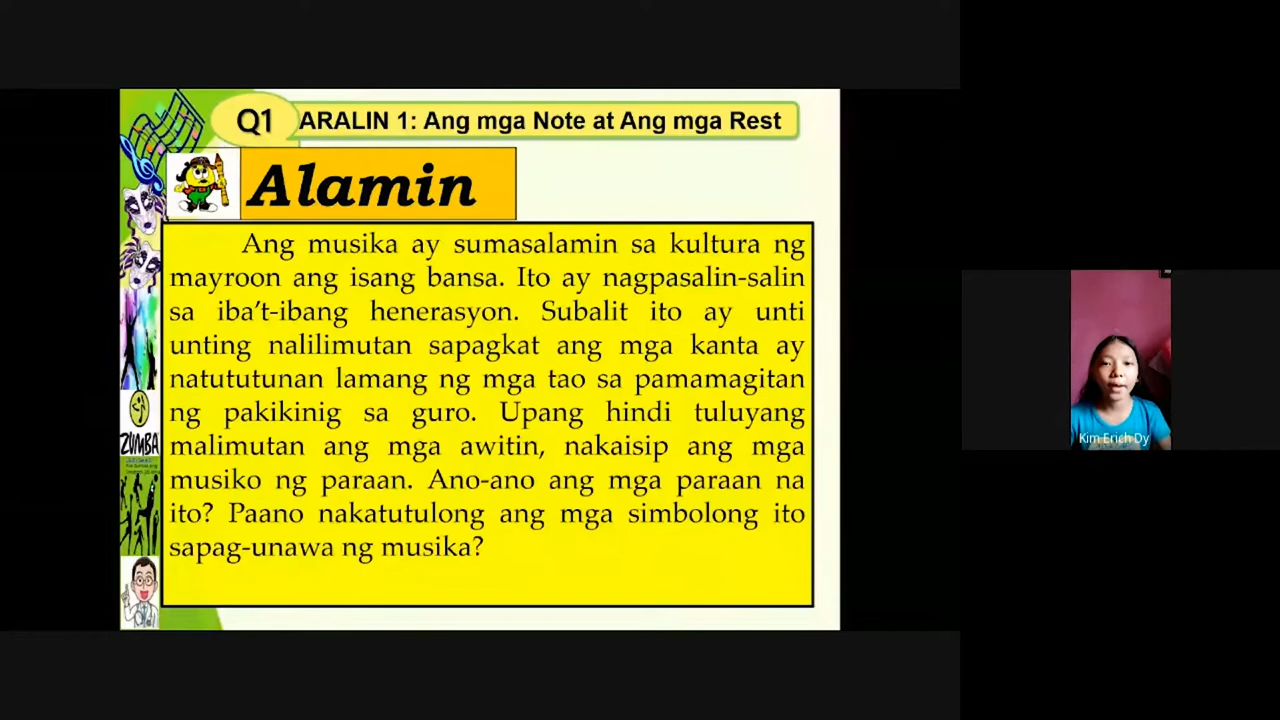 Q1
ARALIN 1: Ang mga Note at Ang mga Rest
Alamin
Ang musika ay sumasalamin sa kultura ng
mayroon ang isang bansa. Ito ay nagpasalin-salin
sa iba't-ibang henerasyon. Subalit ito ay unti
unting nalilimutan sapagkat ang mga kanta ay
natututunan lamang ng mga tao sa pamamagitan
ng pakikinig sa guro. Upang hindi tuluyang
malimutan ang mga awitin, nakaisip ang mga
musiko ng paraan. Ano-ano ang mga paraan na
ito? Paano nakatutulong ang mga simbolong ito
sapag-unawa ng musika?
ZUMBA
Kim Erich Dy